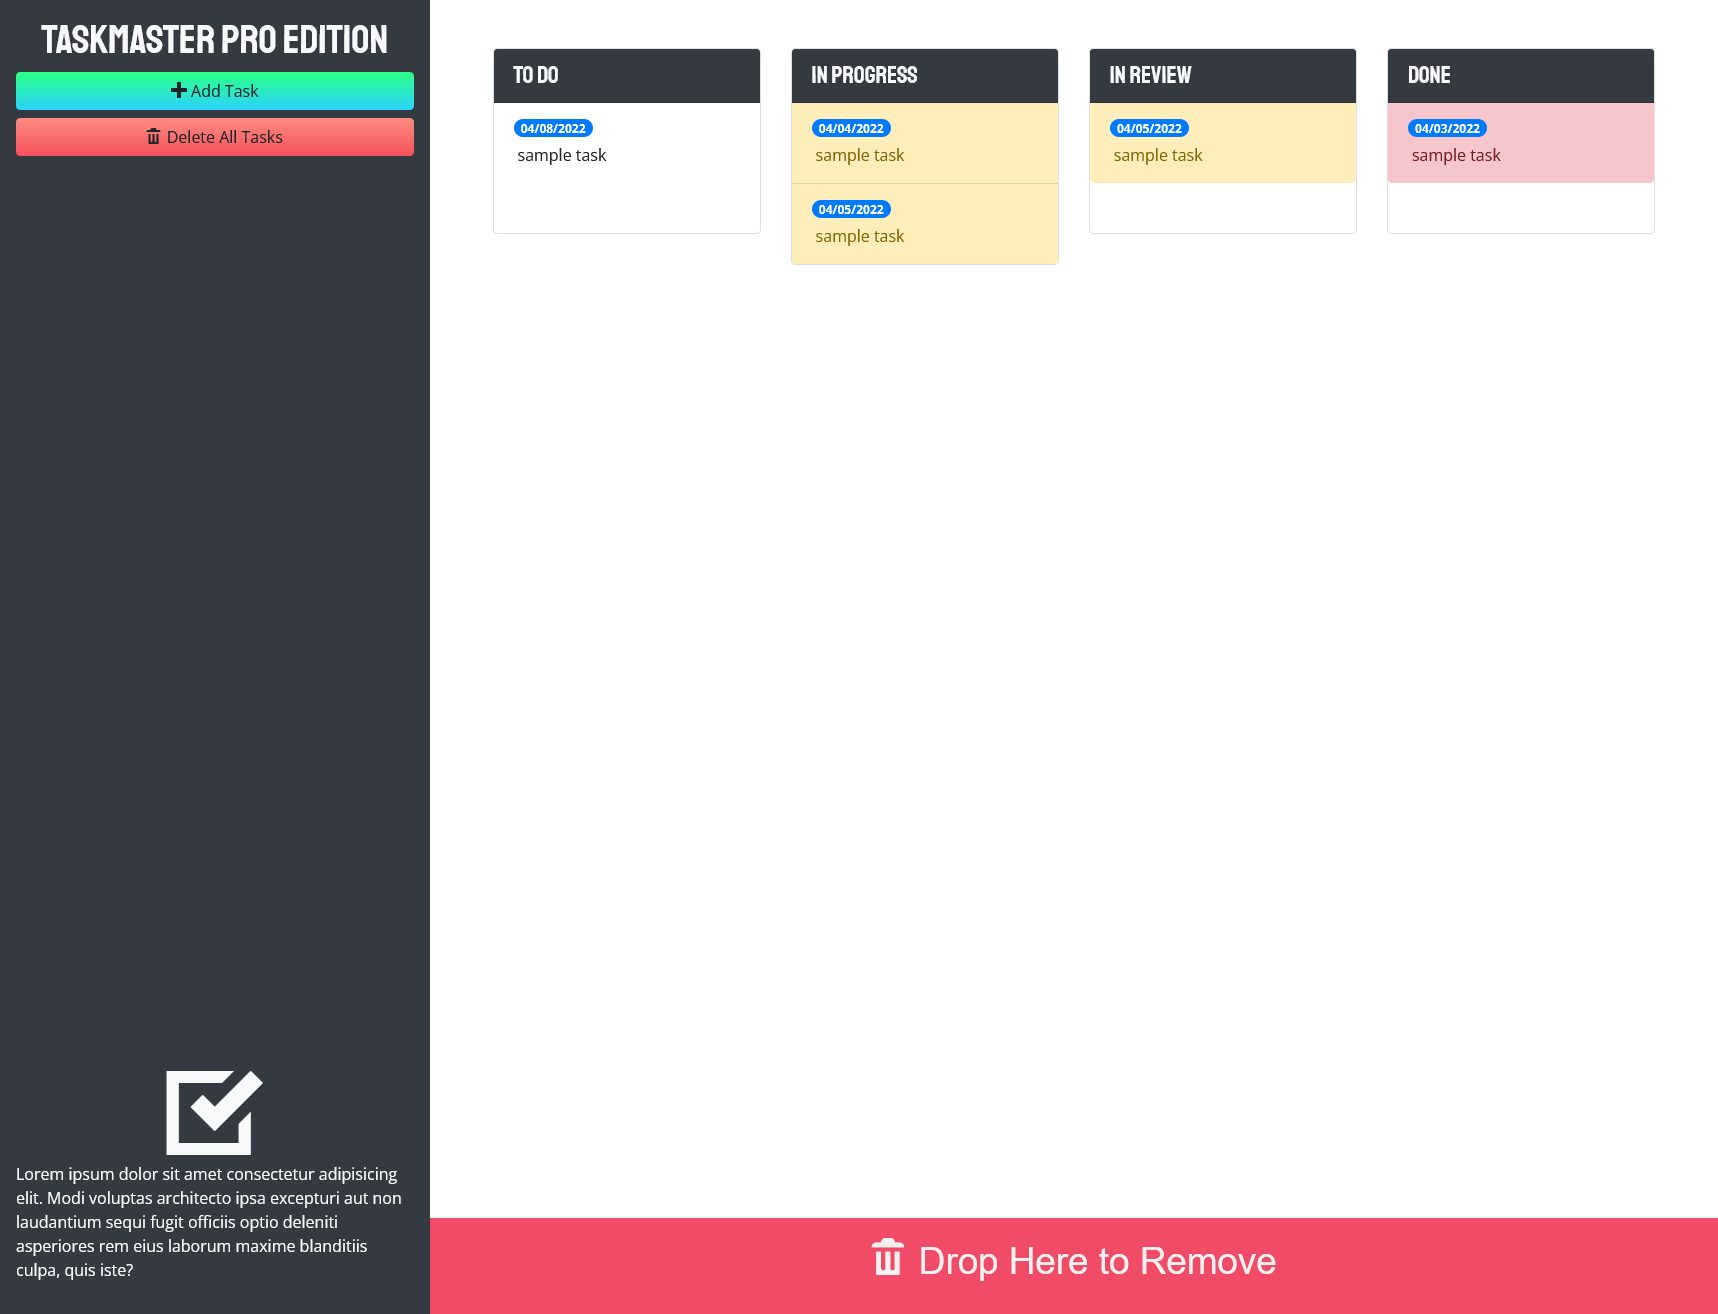 TASKMASTER PRO EDITION
Add Task
Delete All Tasks
TO DO
04/08/2022
sample task
IN PROGRESS
04/04/2022
sample task
04/05/2022
sample task
IN REVIEW
04/05/2022
sample task
DONE
04/03/2022
sample task
Lorem ipsum dolor sit amet consectetur adipisicing
elit. Modi voluptas architecto ipsa excepturi aut non
laudantium sequi fugit officiis optio deleniti
asperiores rem eius laborum maxime blanditiis
culpa, quis iste?
Drop Here to Remove